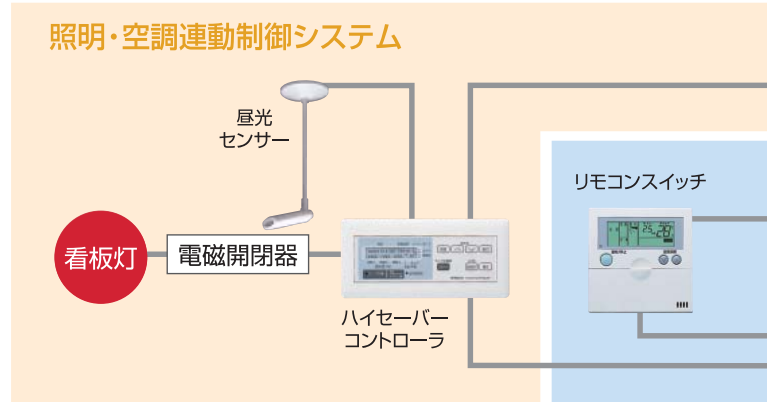 照明・空調連動制御システム
昼光
センサー
リモコンスイッチ
看板灯
電磁開閉器
ハイセーバー
コントローラ